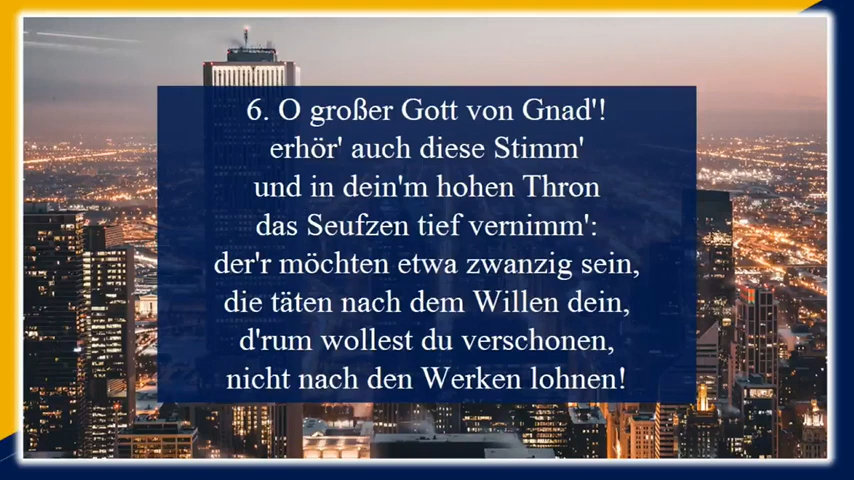 6. O großer Gott von Gnad'!
erhör' auch diese Stimm'
und in dein'm hohen Thron
das Seufzen tief vernimm':
der'r möchten etwa zwanzig sein,
die täten nach dem Willen dein,
d'rum wollest du verschonen,
nicht nach den Werken lohnen!